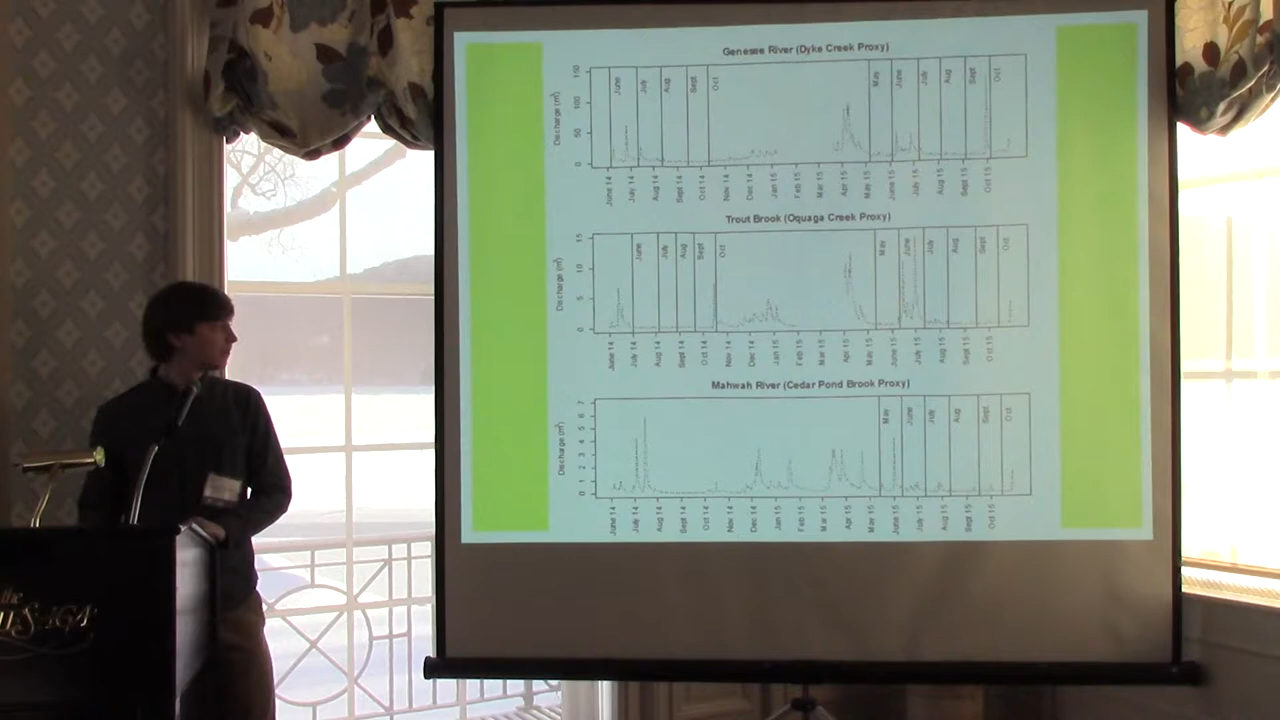 Genesee River (Dyke Creek Proxy)
Discharge (m³)
0 50 100 150
June July Aug Sept Oct May June July Aug Sept Oct
June 14 July 14 Aug 14 Sept 14 Oct 14 Nov 14 Dec 14 Jan 15 Feb 15 Mar 15 Apr 15 May 15 June 15 July 15 Aug 15 Sept 15 Oct 15
Trout Brook (Oquaga Creek Proxy)
Discharge (m³)
0 5 10 15
June July Aug Sept Oct May June July Aug Sept Oct
June 14 July 14 Aug 14 Sept 14 Oct 14 Nov 14 Dec 14 Jan 15 Feb 15 Mar 15 Apr 15 May 15 June 15 July 15 Aug 15 Sept 15 Oct 15
Mahwah River (Cedar Pond Brook Proxy)
Discharge (m³)
0 1 2 3 4 5 6 7
May June July Aug Sept Oct
June 14 July 14 Aug 14 Sept 14 Oct 14 Nov 14 Dec 14 Jan 15 Feb 15 Mar 15 Apr 15 May 15 June 15 July 15 Aug 15 Sept 15 Oct 15
the